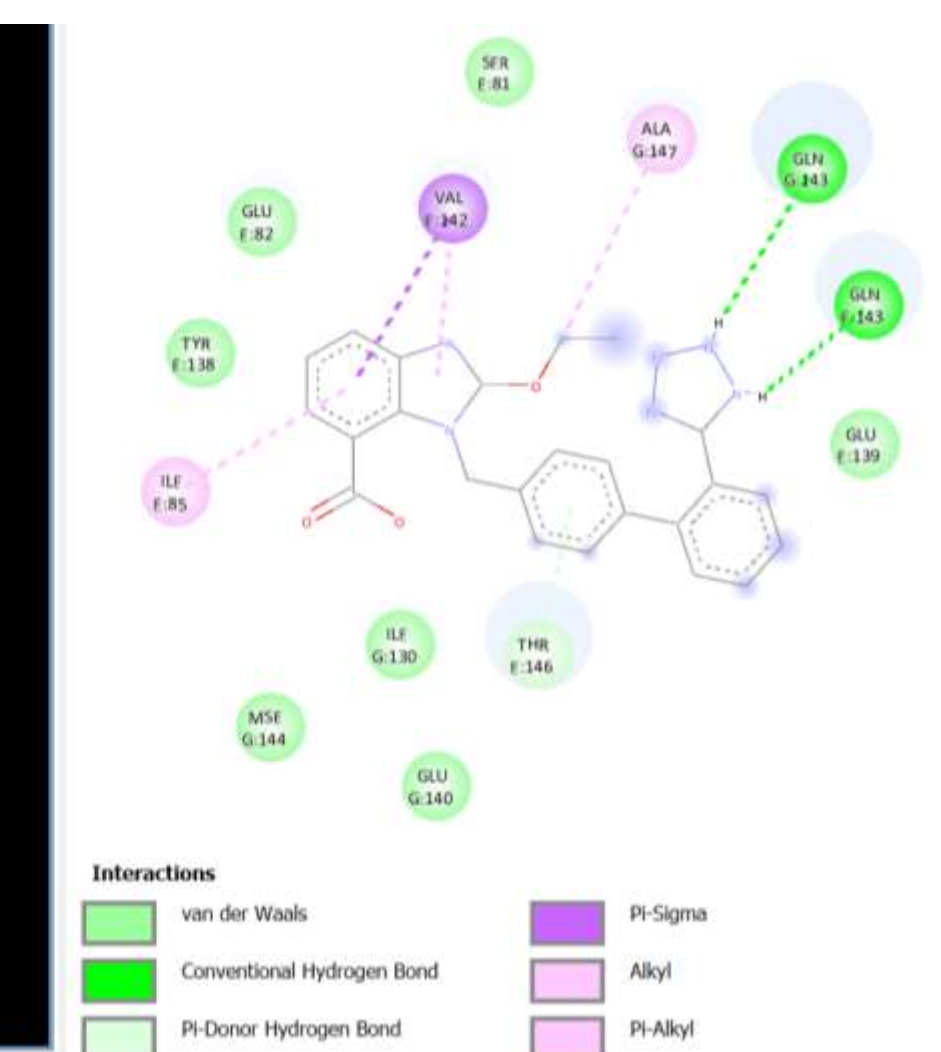 SER
E:81
ALA
G:147
GLN
G:143
VAL
E:142
GLU
E:82
GLN
E:143
TYR
E:138
H
H
O
N
GLU
E:139
ILE
E:85
O
O
ILE
G:130
THR
E:146
MSE
G:144
GLU
G:140
Interactions
van der Waals
Pi-Sigma
Conventional Hydrogen Bond
Alkyl
Pi-Donor Hydrogen Bond
Pi-Alkyl